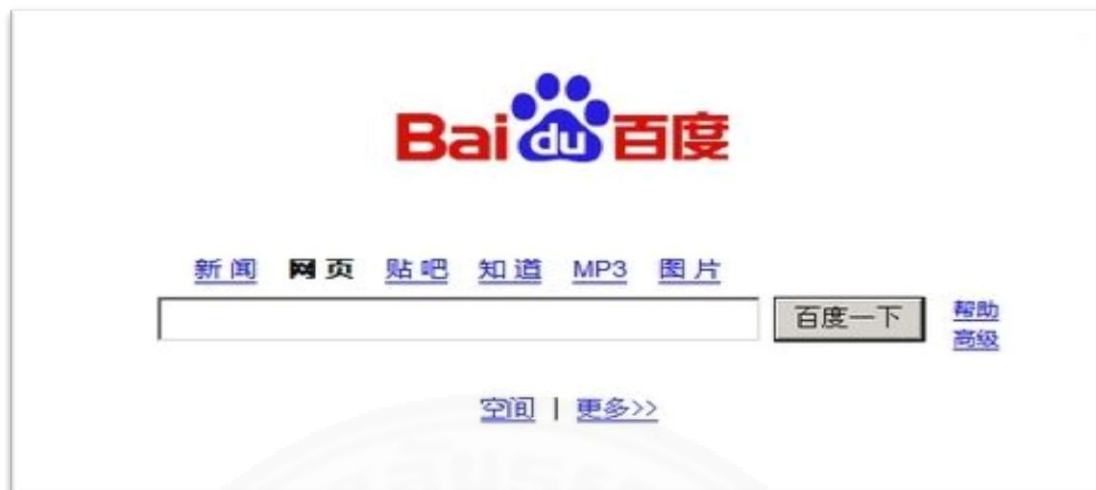 Bai du 百度
新闻 网页 贴吧 知道 MP3 图片
百度一下 帮助
高级
空间 | 更多>>